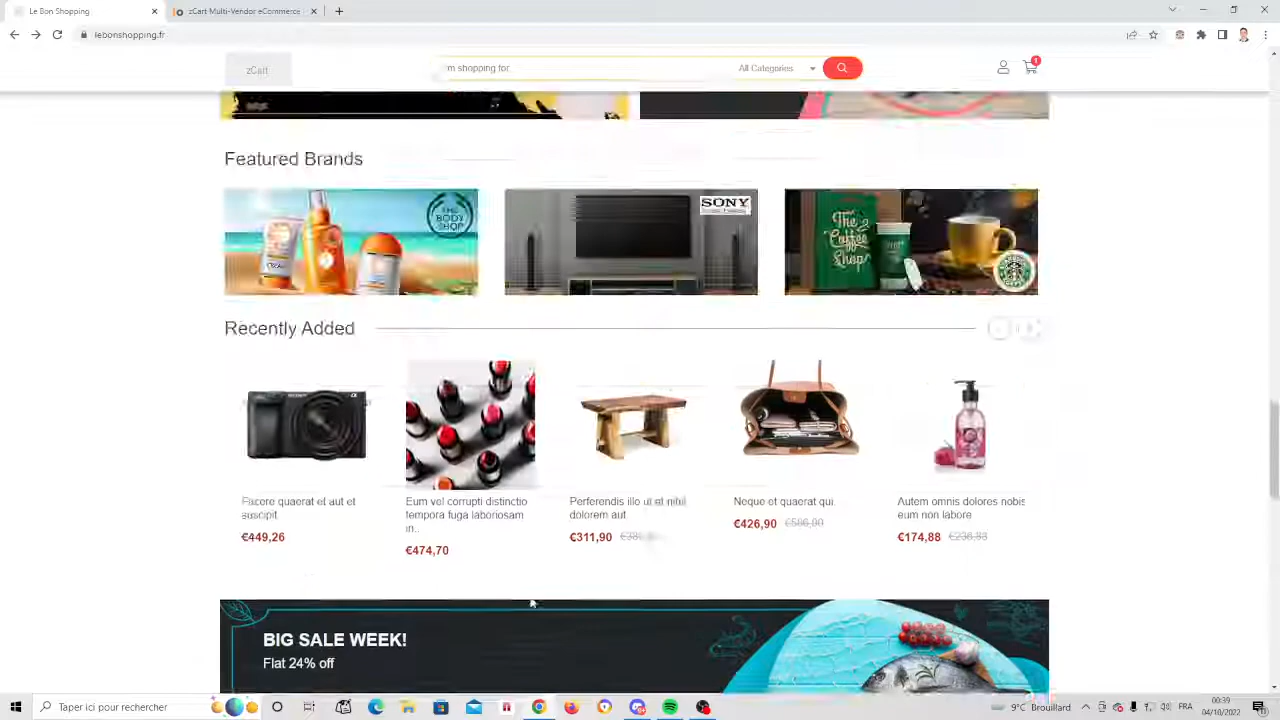 Le Bon Shopping
zCart Multi-Vendor eCommerce
lebonshopping.fr
zCart
m shopping for
All Categories
1
Featured Brands
THE BODY SHOP
SONY
The Coffee Shop
Recently Added
Facere quaerat et aut et suscipit
€449,26
Eum vel corrupti distinctio tempora fuga laboriosam in..
€474,70
Perferendis illo ut et nihil dolorem aut
€311,90
Neque et quaerat qui.
€426,90 €586,90
Autem omnis dolores nobis eum non labore
€174,88 €236,88
BIG SALE WEEK!
Flat 24% off
Taper ici pour rechercher
9°C Brouillard
FRA
00:39
04/10/2022